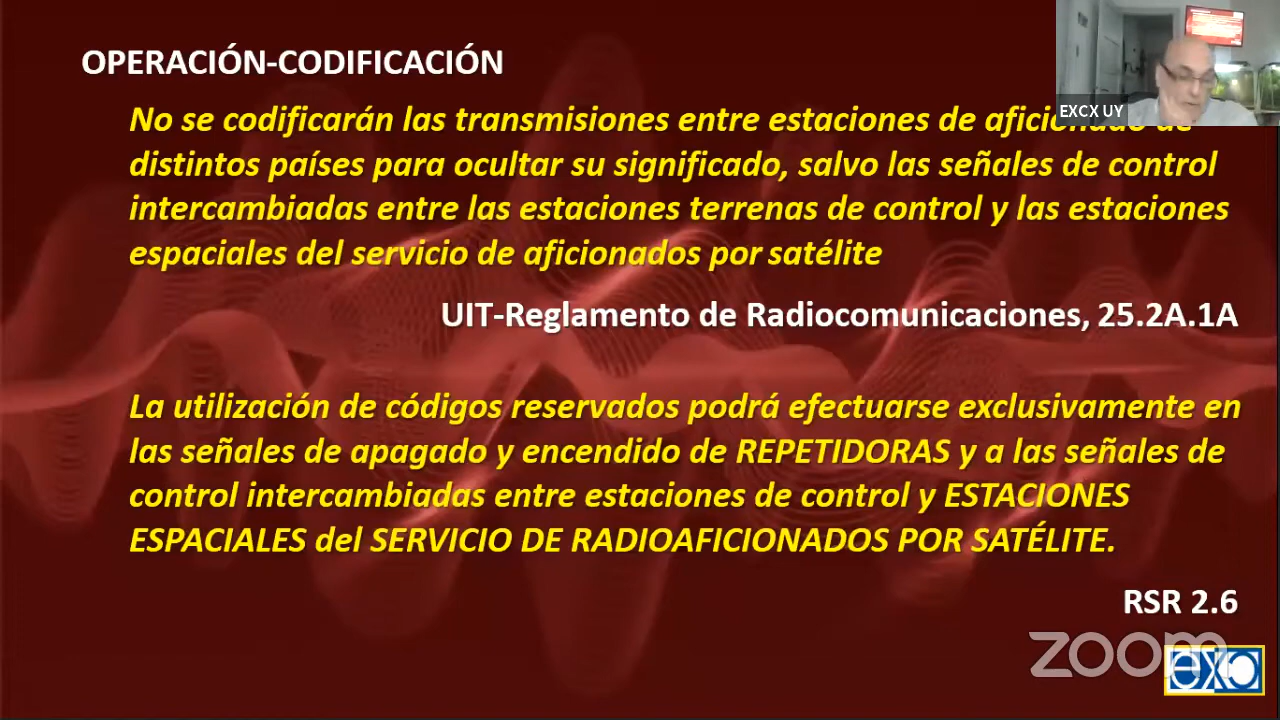 OPERACIÓN-CODIFICACIÓN
No se codificarán las transmisiones entre estaciones de aficionado de
distintos países para ocultar su significado, salvo las señales de control
intercambiadas entre las estaciones terrenas de control y las estaciones
espaciales del servicio de aficionados por satélite
EXCX UY
UIT-Reglamento de Radiocomunicaciones, 25.2A.1A
La utilización de códigos reservados podrá efectuarse exclusivamente en
las señales de apagado y encendido de REPETIDORAS y a las señales de
control intercambiadas entre estaciones de control y ESTACIONES
ESPACIALES del SERVICIO DE RADIOAFICIONADOS POR SATÉLITE.
RSR 2.6
zoom